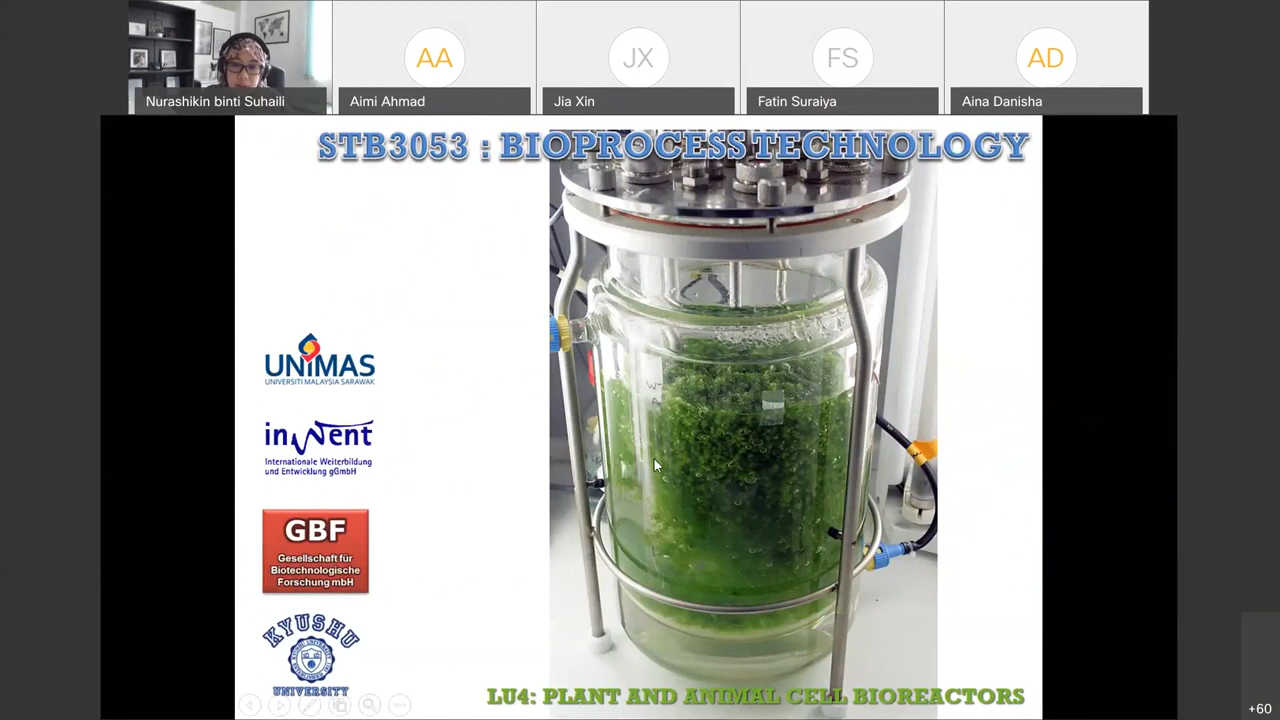 AA
JX
FS
AD
Nurashikin binti Suhaili
Aimi Ahmad
Jia Xin
Fatin Suraiya
Aina Danisha
STB3053 : BIOPROCESS TECHNOLOGY
UNIMAS
UNIVERSITI MALAYSIA SARAWAK
inWent
Internationale Weiterbildung
und Entwicklung gGmbH
GBF
Gesellschaft für
Biotechnologische
Forschung mbH
KYUSHU
UNIVERSITY
LU4: PLANT AND ANIMAL CELL BIOREACTORS
+60